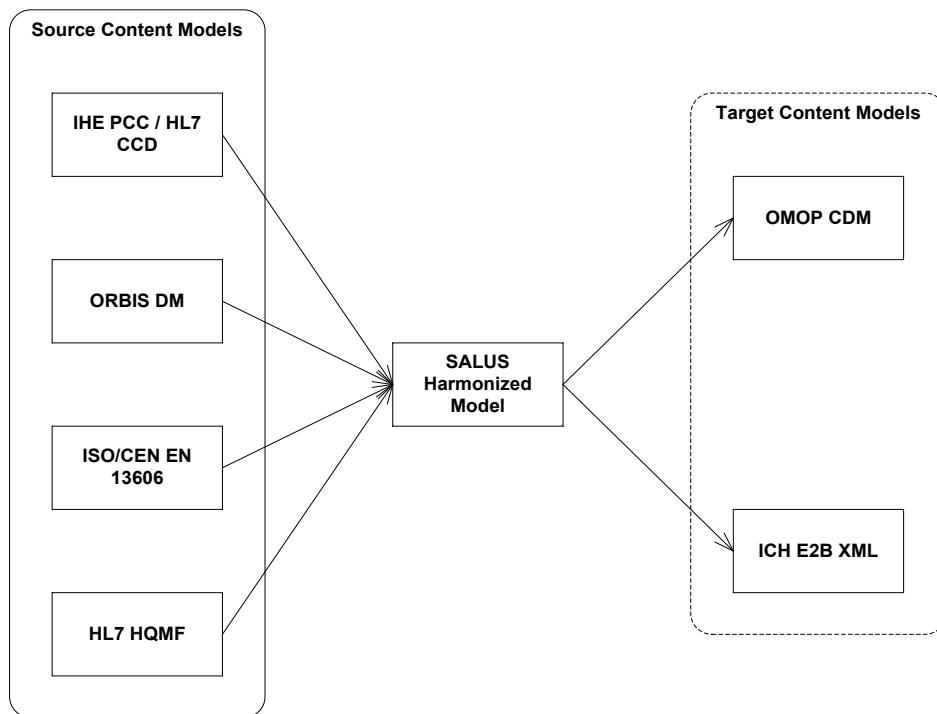 Source Content Models
IHE PCC / HL7
CCD
ORBIS DM
ISO/CEN EN
13606
HL7 HQMF
SALUS
Harmonized
Model
Target Content Models
OMOP CDM
ICH E2B XML